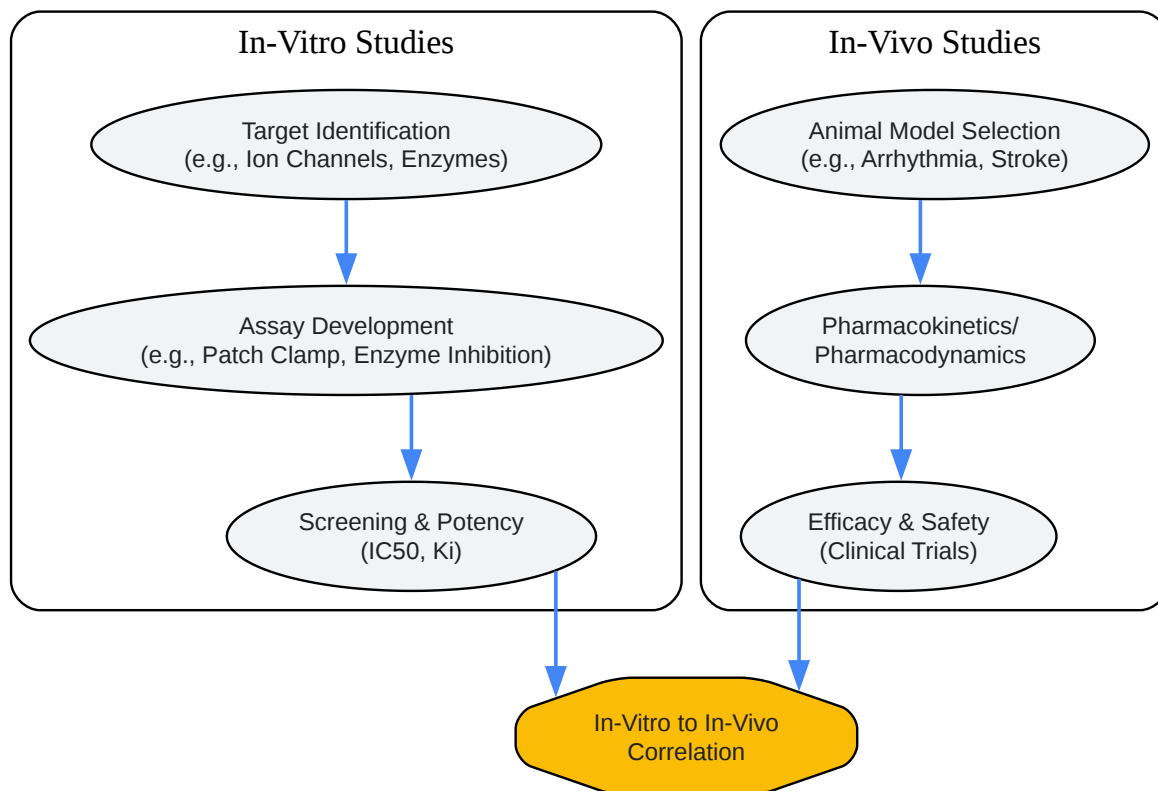 In-Vitro Studies
Target Identification
(e.g., Ion Channels, Enzymes)
Assay Development
(e.g., Patch Clamp, Enzyme Inhibition)
Screening & Potency
(IC50, Ki)
In-Vivo Studies
Animal Model Selection
(e.g., Arrhythmia, Stroke)
Pharmacokinetics/
Pharmacodynamics
Efficacy & Safety
(Clinical Trials)
In-Vitro to In-Vivo
Correlation